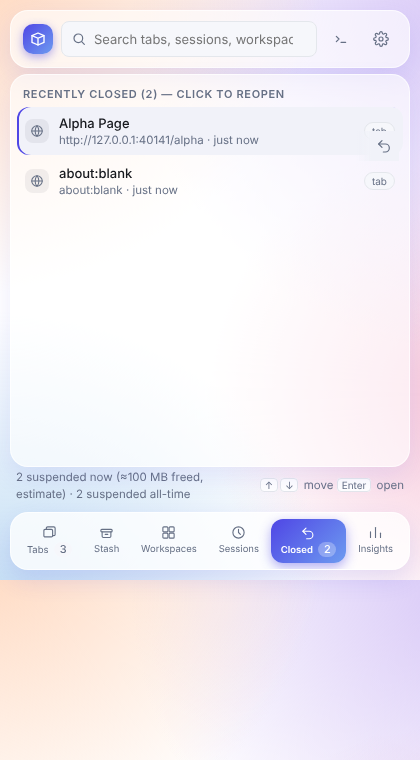 Search tabs, sessions, workspac
RECENTLY CLOSED (2) — CLICK TO REOPEN
Alpha Page
http://127.0.0.1:40141/alpha · just now
tab
about:blank
about:blank · just now
tab
2 suspended now (≈100 MB freed,
estimate) · 2 suspended all-time
↑ ↓ move Enter open
Tabs 3
Stash
Workspaces
Sessions
Closed 2
Insights